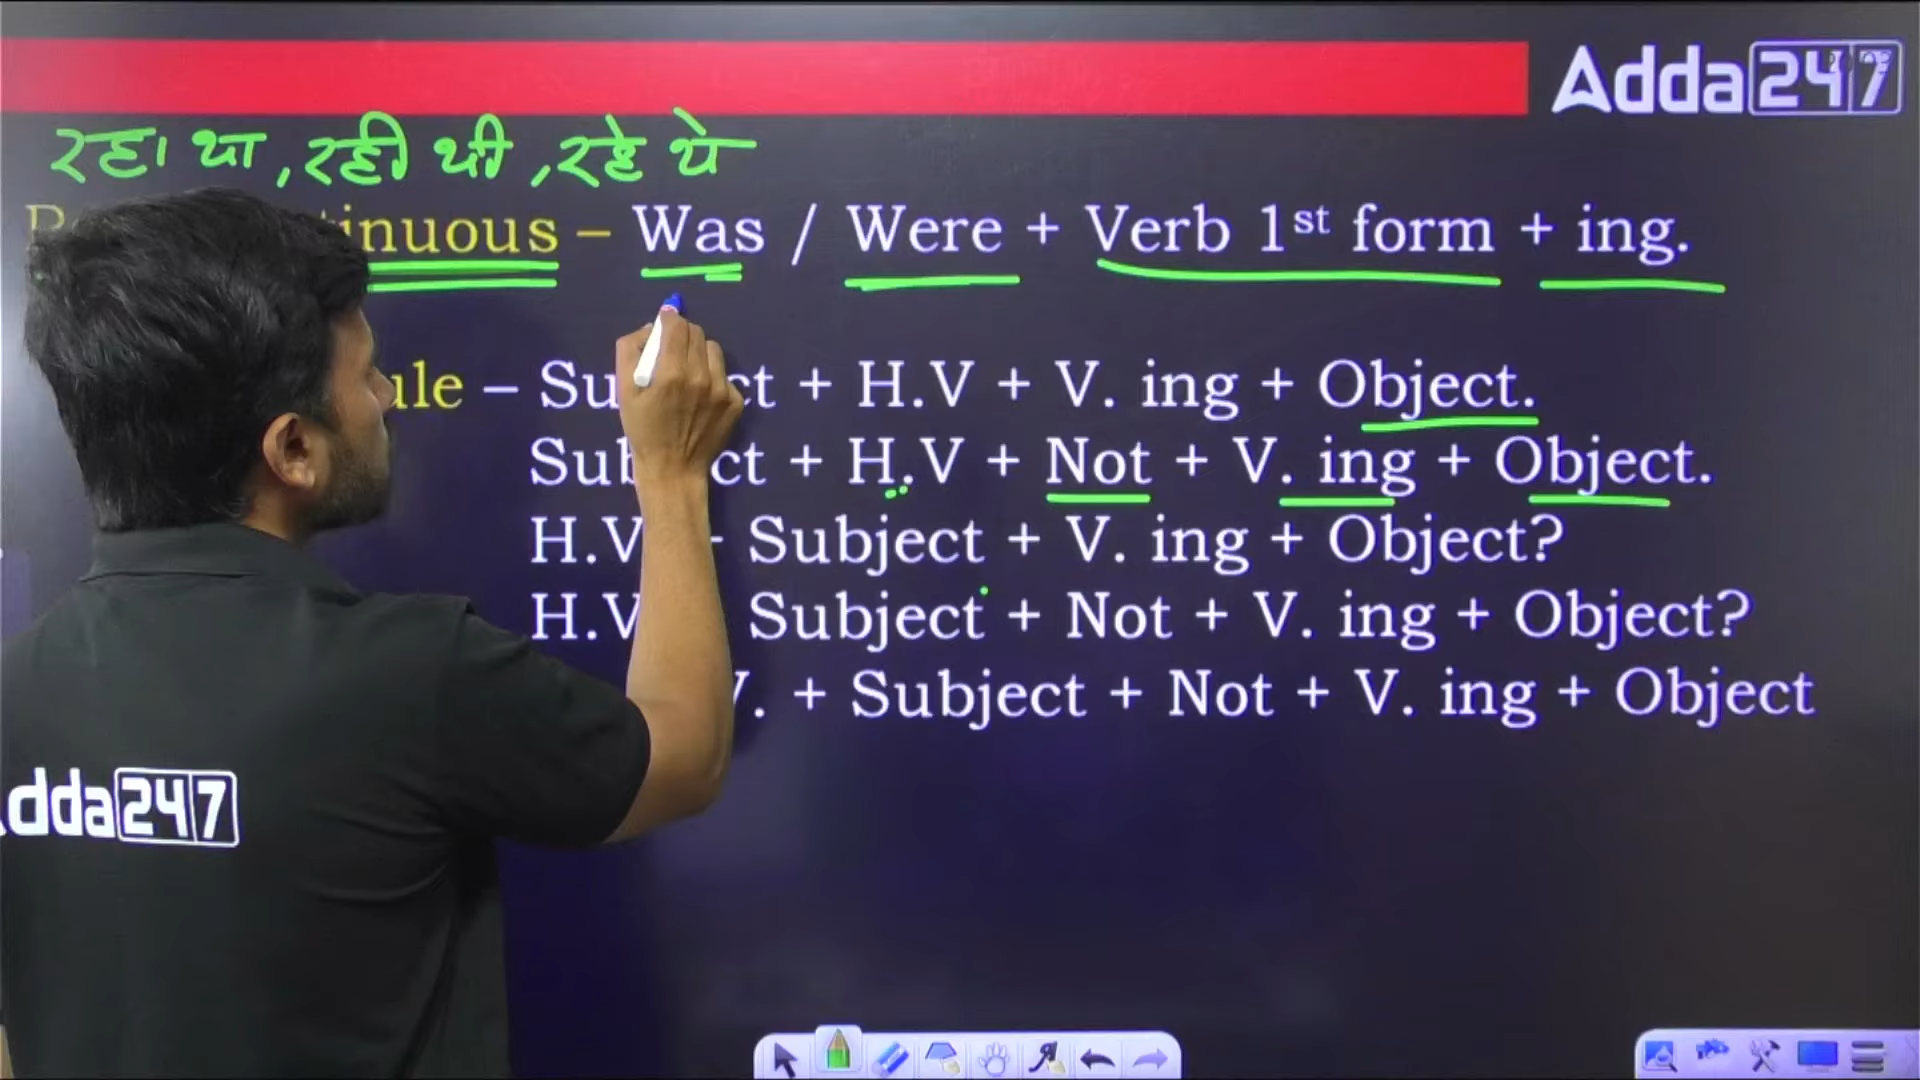 Adda247
रहा था, रही थी, रहे थे
tinuous – Was / Were + Verb 1st form + ing.
ule – Su ct + H.V + V. ing + Object.
Sub ct + H.V + Not + V. ing + Object.
H.V + Subject + V. ing + Object?
H.V Subject + Not + V. ing + Object?
V. + Subject + Not + V. ing + Object
dda247